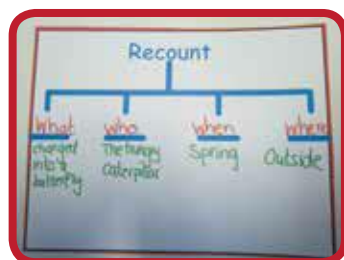 Recount
What who when where
changed The hungry Spring Outside
into a Caterpillar
butterfly